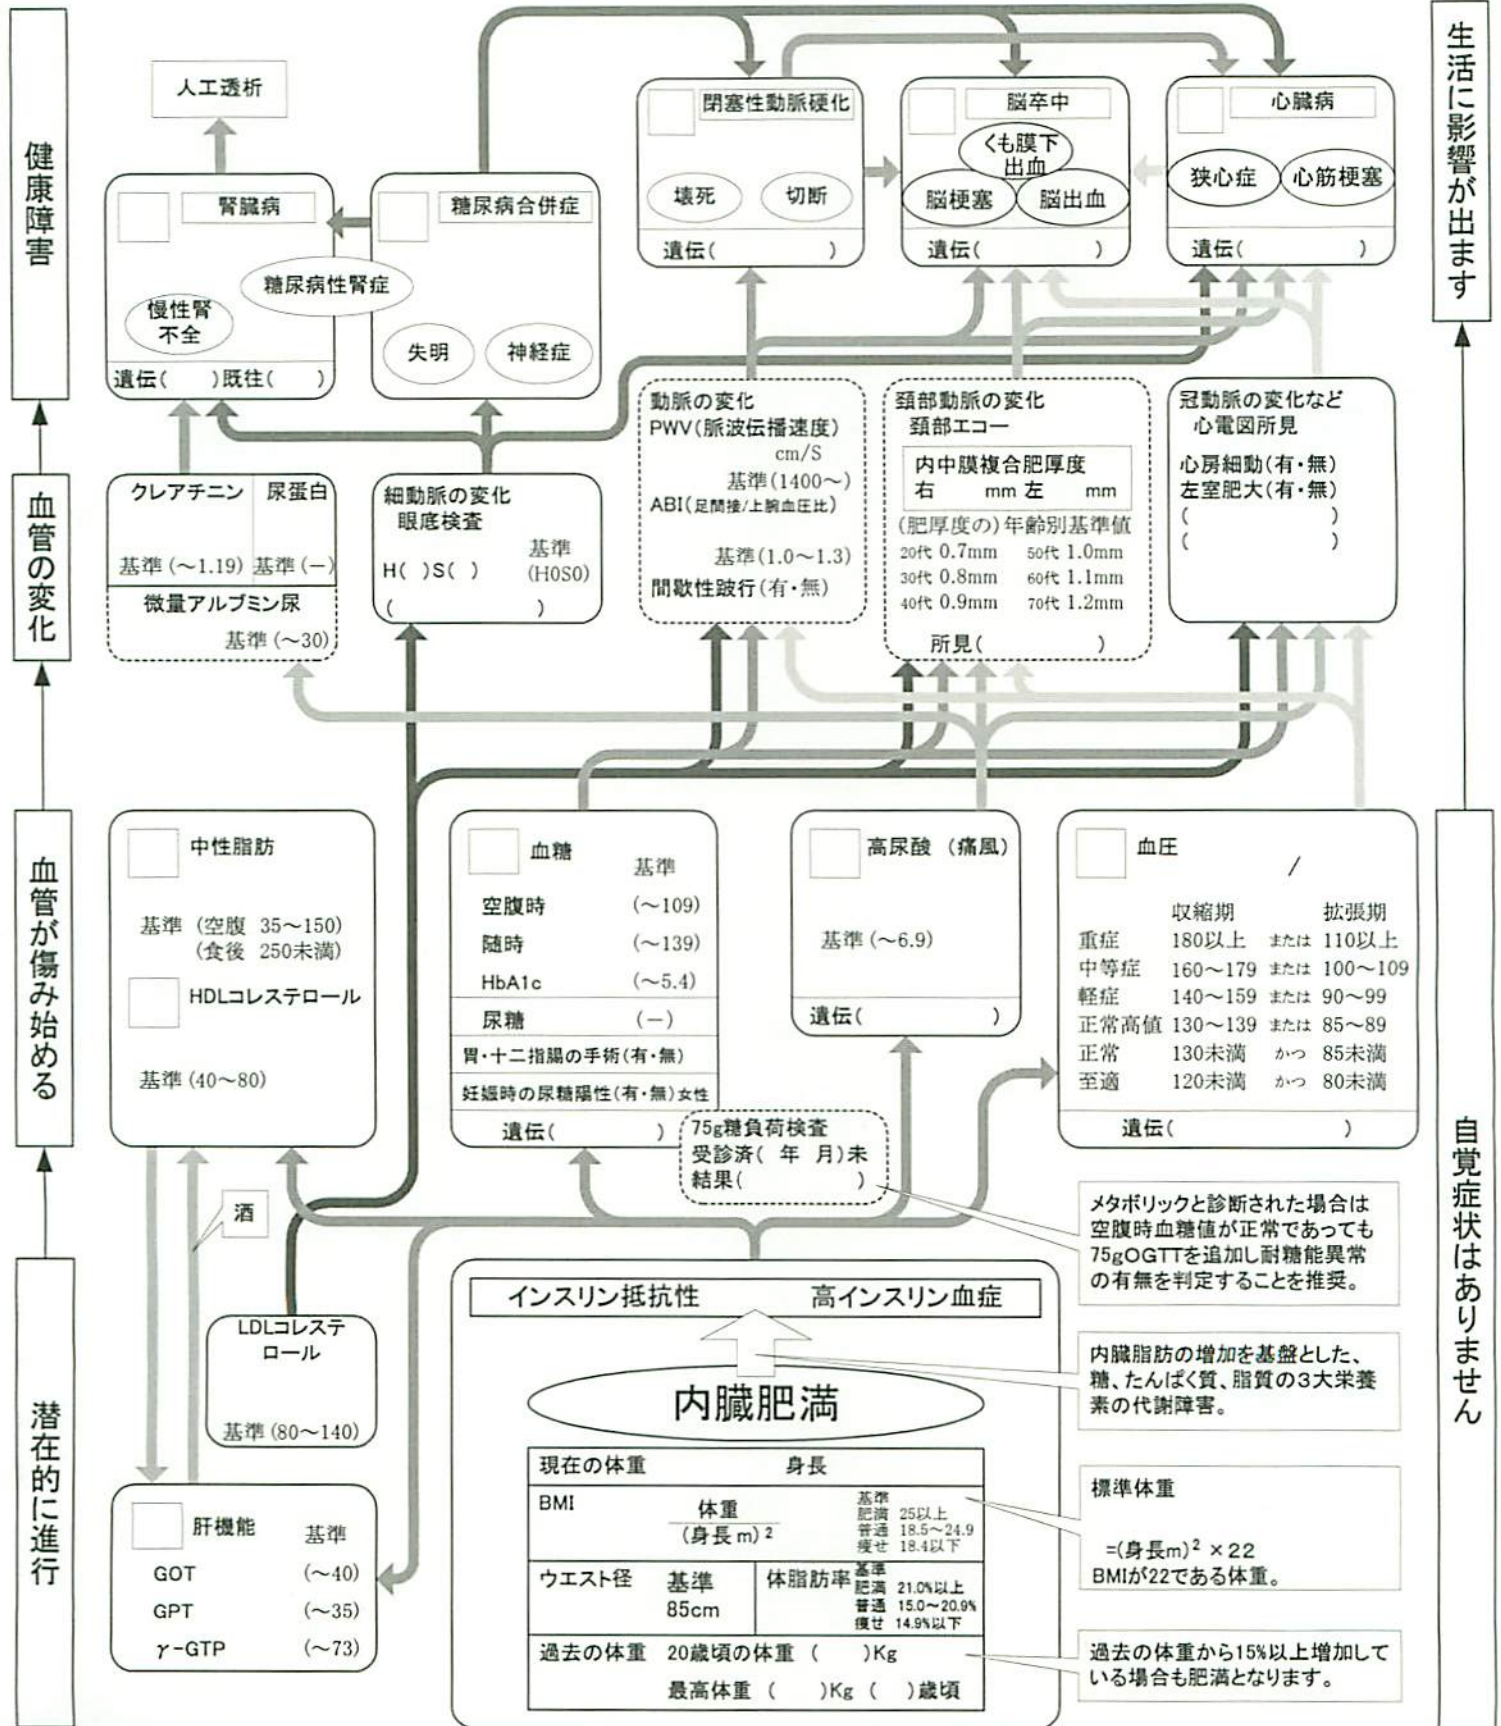 健康障害
血管の変化
血管が傷み始める
潜在的に進行
生活に影響が出ます
自覚症状はありません
人工透析
腎臓病
慢性腎
不全
遺伝(　　)既往(　　)
糖尿病性腎症
糖尿病合併症
失明
神経症
閉塞性動脈硬化
壊死
切断
遺伝(　　　　)
脳卒中
くも膜下
出血
脳梗塞
脳出血
遺伝(　　　　)
心臓病
狭心症
心筋梗塞
遺伝(　　　　)
クレアチニン
基準(～1.19)
尿蛋白
基準(－)
微量アルブミン尿
基準(～30)
細動脈の変化
眼底検査
基準
H(　)S(　)
(H0S0)
(　　　　)
動脈の変化
PWV(脈波伝播速度)
cm/S
基準(1400～)
ABI(足関接/上腕血圧比)
基準(1.0～1.3)
間歇性跛行(有・無)
頚部動脈の変化
頚部エコー
内中膜複合肥厚度
右　　mm 左　　mm
(肥厚度の)年齢別基準値
20代 0.7mm　50代 1.0mm
30代 0.8mm　60代 1.1mm
40代 0.9mm　70代 1.2mm
所見(　　　　)
冠動脈の変化など
心電図所見
心房細動(有・無)
左室肥大(有・無)
(　　　　)
(　　　　)
中性脂肪
基準 (空腹 35～150)
(食後 250未満)
HDLコレステロール
基準 (40～80)
血糖
基準
空腹時　(～109)
随時　(～139)
HbA1c　(～5.4)
尿糖　(－)
胃・十二指腸の手術(有・無)
妊娠時の尿糖陽性(有・無)女性
遺伝(　　　　)
75g糖負荷検査
受診済(　年　月)未
結果(　　　　)
高尿酸 (痛風)
基準 (～6.9)
遺伝(　　　　)
血圧　/
収縮期　拡張期
重症　180以上　または　110以上
中等症　160～179　または　100～109
軽症　140～159　または　90～99
正常高値　130～139　または　85～89
正常　130未満　かつ　85未満
至適　120未満　かつ　80未満
遺伝(　　　　)
酒
LDLコレステ
ロール
基準 (80～140)
肝機能　基準
GOT　(～40)
GPT　(～35)
γ-GTP　(～73)
インスリン抵抗性　高インスリン血症
内臓肥満
現在の体重　身長
BMI
体重
(身長 m)²
基準
肥満 25以上
普通 18.5～24.9
痩せ 18.4以下
ウエスト径　基準
85cm
体脂肪率
基準
肥満 21.0%以上
普通 15.0～20.9%
痩せ 14.9%以下
過去の体重　20歳頃の体重 (　　)Kg
最高体重 (　　)Kg (　　)歳頃
メタボリックと診断された場合は
空腹時血糖値が正常であっても
75gOGTTを追加し耐糖能異常
の有無を判定することを推奨。
内臓脂肪の増加を基盤とした、
糖、たんぱく質、脂質の3大栄養
素の代謝障害。
標準体重
=(身長m)² ×22
BMIが22である体重。
過去の体重から15%以上増加して
いる場合も肥満となります。